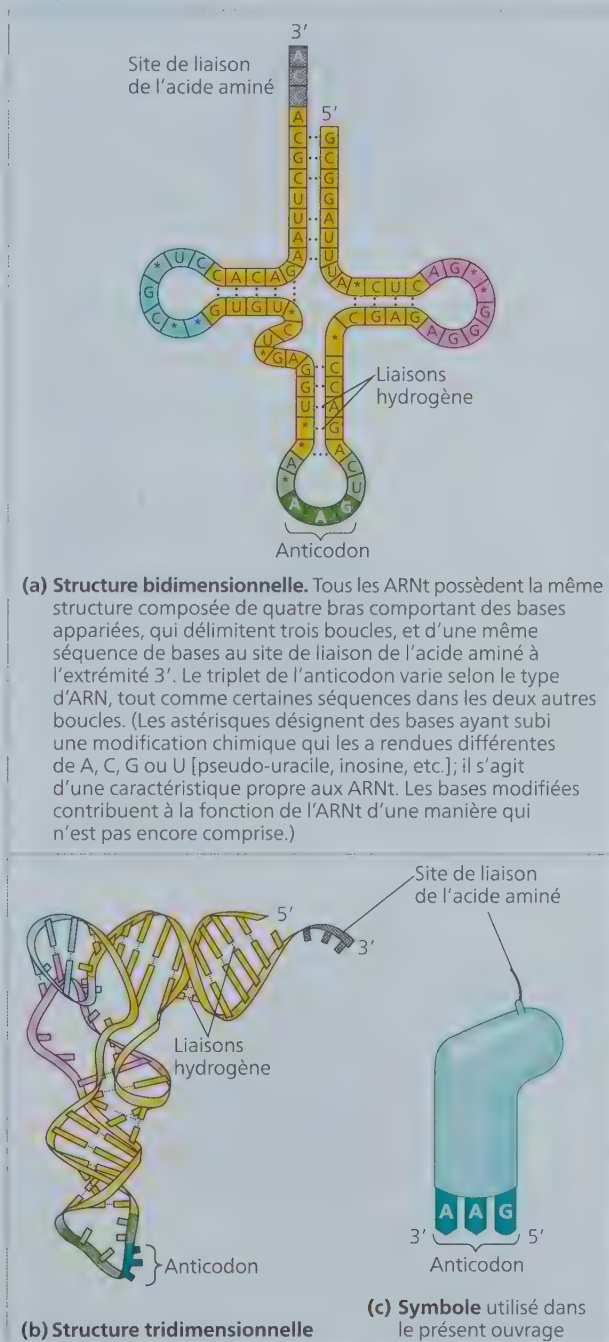 3′
Site de liaison
de l'acide aminé
5′
A
C
C
A
C
G
C
U
U
A
A
G
C
G
G
A
U
U
U
A * C U C
A G * * G G G A
G A G C
*
C C A G A
C U
G A A
Anticodon
* A
* * U G G
A G * U C
* U G U G
* * C G * U C
C A C A G
Liaisons
hydrogène
(a) Structure bidimensionnelle. Tous les ARNt possèdent la même
structure composée de quatre bras comportant des bases
appariées, qui délimitent trois boucles, et d'une même
séquence de bases au site de liaison de l'acide aminé à
l'extrémité 3′. Le triplet de l'anticodon varie selon le type
d'ARN, tout comme certaines séquences dans les deux autres
boucles. (Les astérisques désignent des bases ayant subi
une modification chimique qui les a rendues différentes
de A, C, G ou U [pseudo-uracile, inosine, etc.]; il s'agit
d'une caractéristique propre aux ARNt. Les bases modifiées
contribuent à la fonction de l'ARNt d'une manière qui
n'est pas encore comprise.)
Site de liaison
de l'acide aminé
5′
3′
Liaisons
hydrogène
Anticodon
A A G
3′ 5′
Anticodon
(b) Structure tridimensionnelle
(c) Symbole utilisé dans
le présent ouvrage